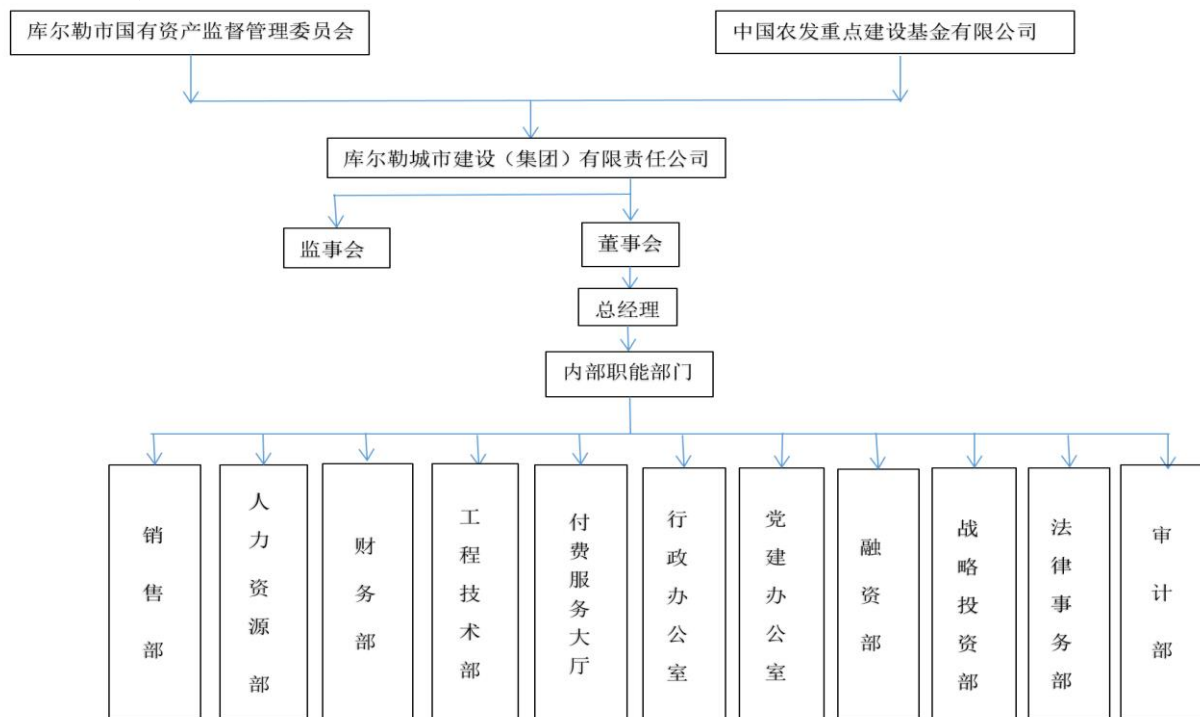 库尔勒市国有资产监督管理委员会
中国农发重点建设基金有限公司
库尔勒城市建设（集团）有限责任公司
监事会
董事会
总经理
内部职能部门
销售部
人力资源部
财务部
工程技术部
付费服务大厅
行政办公室
党建办公室
融资部
战略投资部
法律事务部
审计部